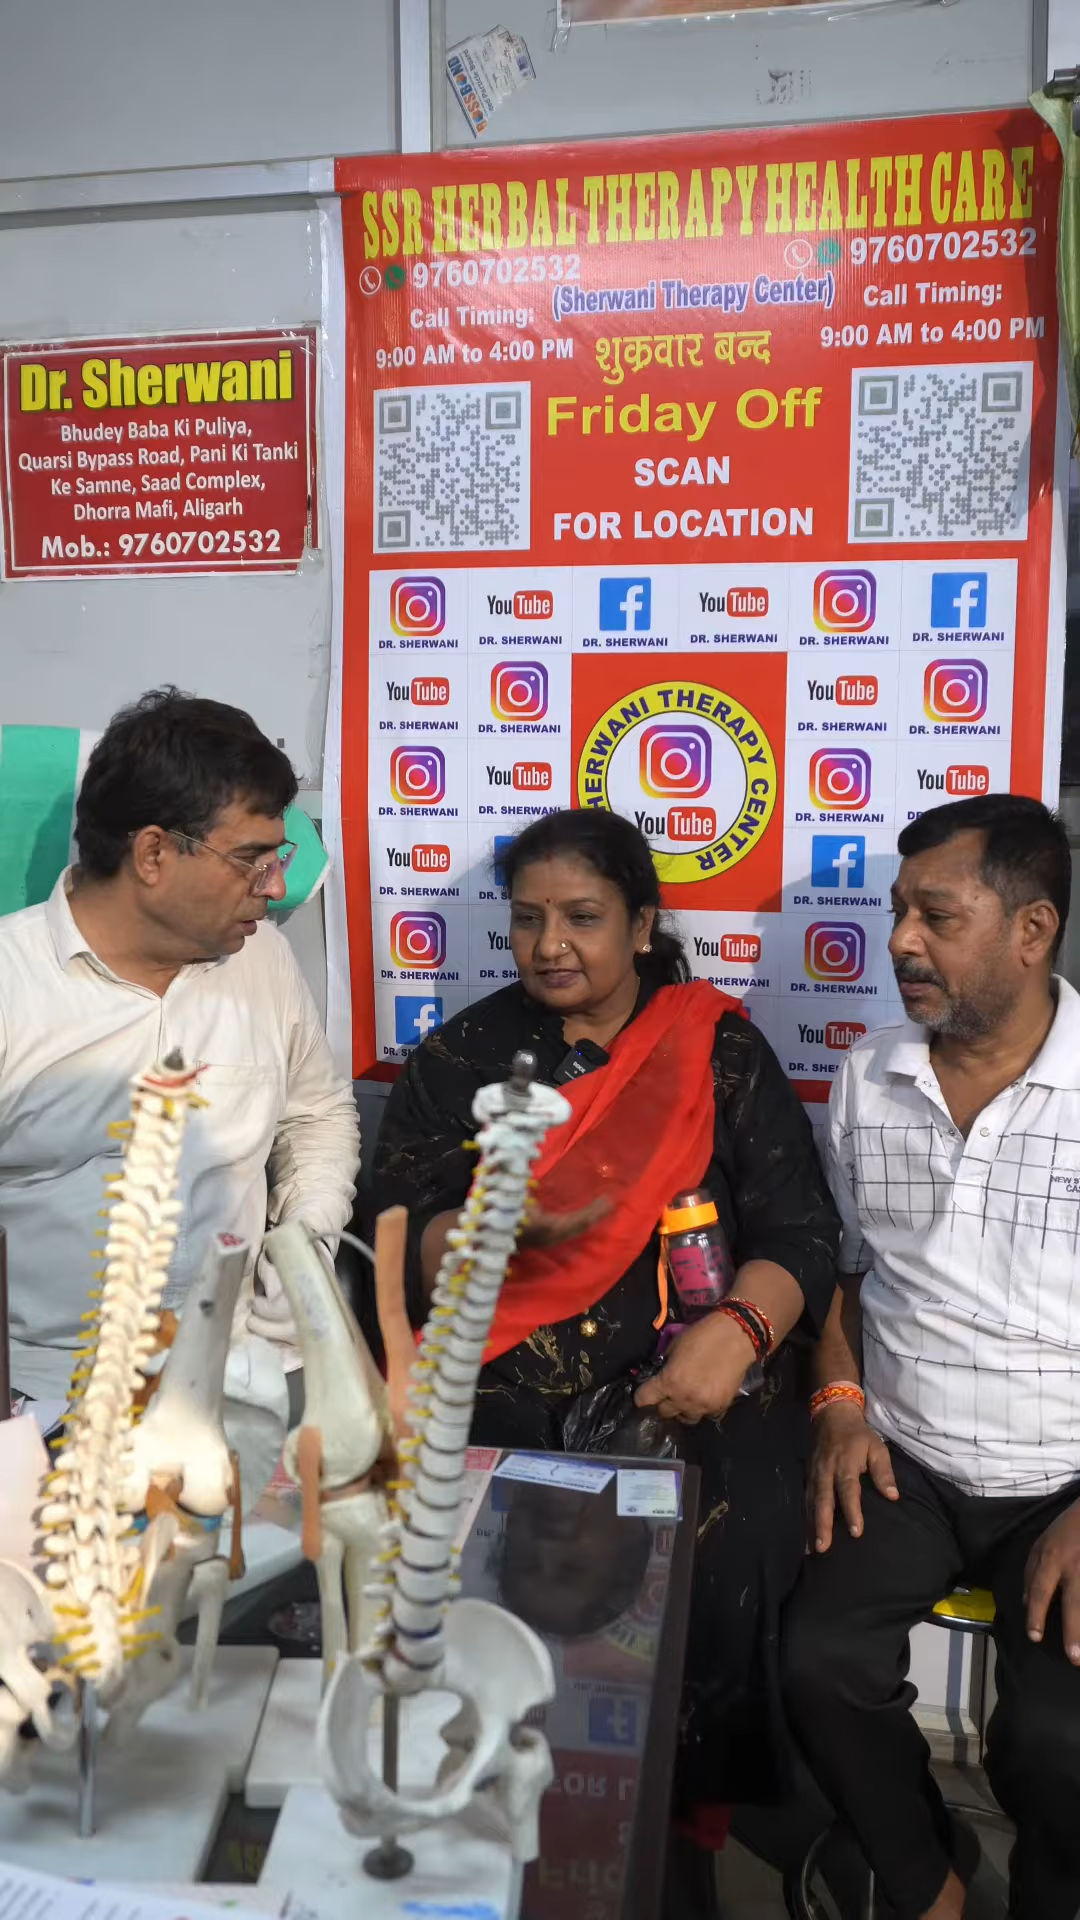 ROSSBOND
SSR HERBAL THERAPY HEALTH CARE
9760702532
9760702532
(Sherwani Therapy Center)
Call Timing:
9:00 AM to 4:00 PM
Call Timing:
9:00 AM to 4:00 PM
शुक्रवार बन्द
Friday Off
SCAN
FOR LOCATION
Dr. Sherwani
Bhudey Baba Ki Puliya,
Quarsi Bypass Road, Pani Ki Tanki
Ke Samne, Saad Complex,
Dhorra Mafi, Aligarh
Mob.: 9760702532
YouTube YouTube
DR. SHERWANI DR. SHERWANI DR. SHERWANI DR. SHERWANI DR. SHERWANI DR. SHERWANI
YouTube YouTube
DR. SHERWANI DR. SHERWANI DR. SHERWANI DR. SHERWANI
HERWANI THERAPY CENTER
YouTube
YouTube YouTube
DR. SHERWANI DR. SHERWANI DR. SHERWANI
YouTube
DR. SHERWANI DR. SHERWANI
YouTube
DR. SHERWANI DR. SHERWANI
YouTube
NEW